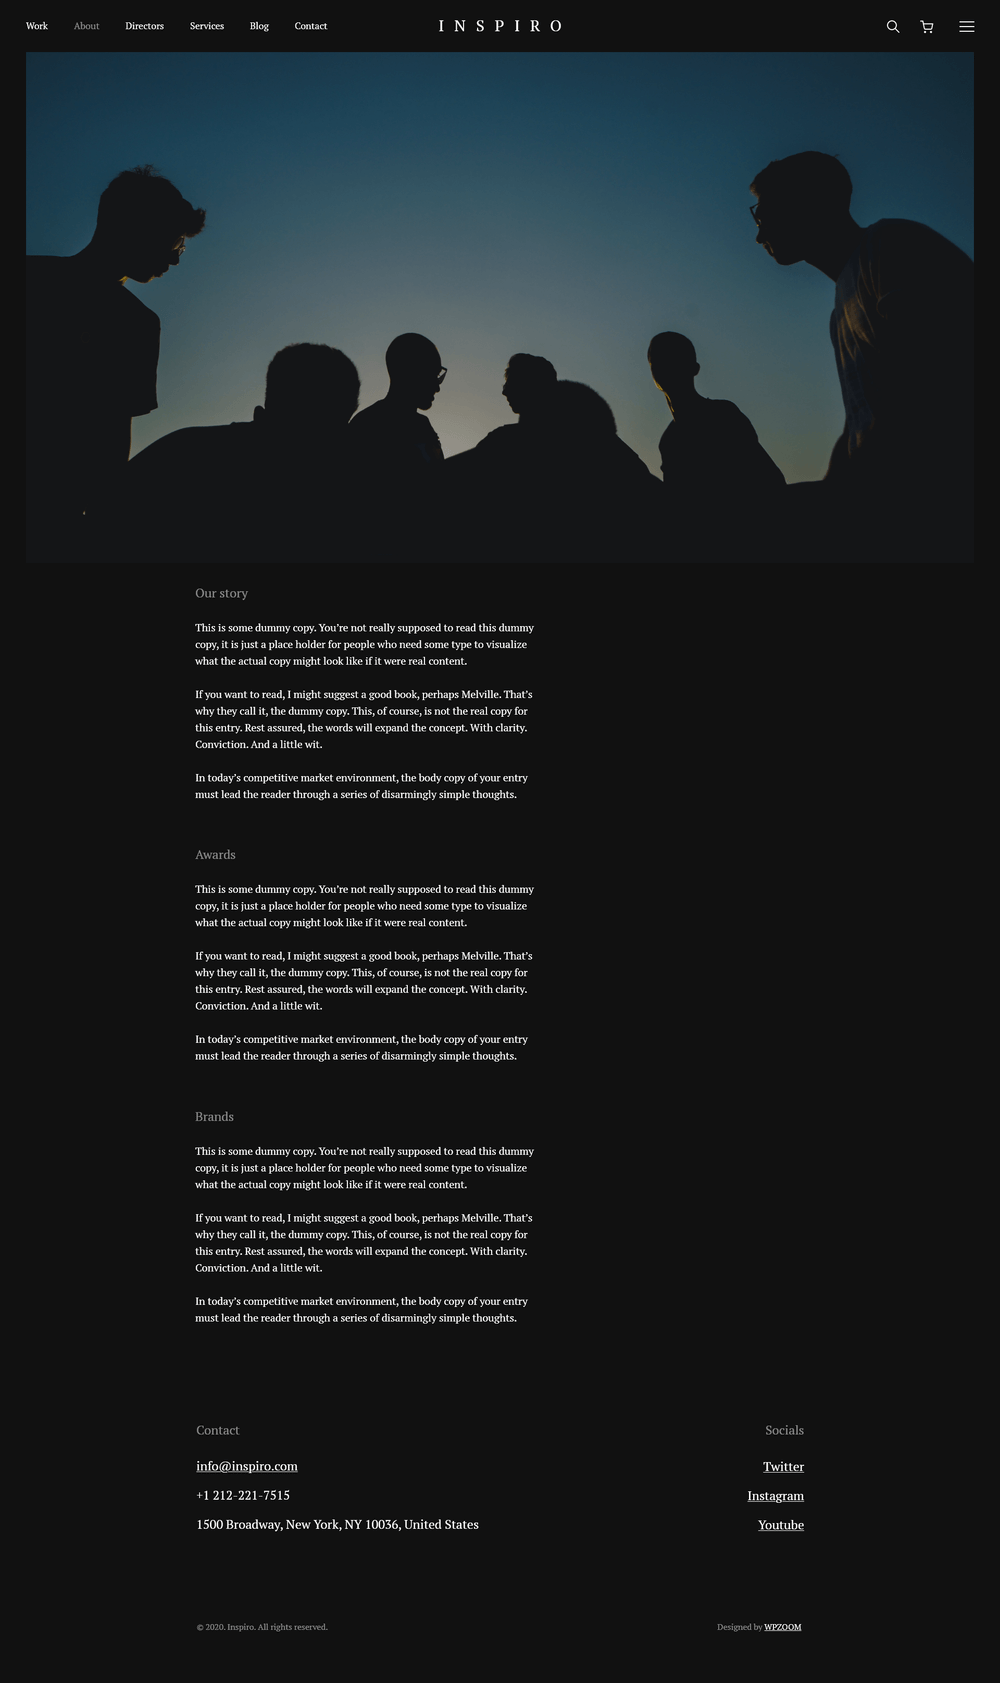 Work About Directors Services Blog Contact INSPIRO
Our story
This is some dummy copy. You’re not really supposed to read this dummy
copy, it is just a place holder for people who need some type to visualize
what the actual copy might look like if it were real content.
If you want to read, I might suggest a good book, perhaps Melville. That’s
why they call it, the dummy copy. This, of course, is not the real copy for
this entry. Rest assured, the words will expand the concept. With clarity.
Conviction. And a little wit.
In today’s competitive market environment, the body copy of your entry
must lead the reader through a series of disarmingly simple thoughts.
Awards
This is some dummy copy. You’re not really supposed to read this dummy
copy, it is just a place holder for people who need some type to visualize
what the actual copy might look like if it were real content.
If you want to read, I might suggest a good book, perhaps Melville. That’s
why they call it, the dummy copy. This, of course, is not the real copy for
this entry. Rest assured, the words will expand the concept. With clarity.
Conviction. And a little wit.
In today’s competitive market environment, the body copy of your entry
must lead the reader through a series of disarmingly simple thoughts.
Brands
This is some dummy copy. You’re not really supposed to read this dummy
copy, it is just a place holder for people who need some type to visualize
what the actual copy might look like if it were real content.
If you want to read, I might suggest a good book, perhaps Melville. That’s
why they call it, the dummy copy. This, of course, is not the real copy for
this entry. Rest assured, the words will expand the concept. With clarity.
Conviction. And a little wit.
In today’s competitive market environment, the body copy of your entry
must lead the reader through a series of disarmingly simple thoughts.
Contact
info@inspiro.com
+1 212-221-7515
1500 Broadway, New York, NY 10036, United States
Socials
Twitter
Instagram
Youtube
© 2020. Inspiro. All rights reserved.
Designed by WPZOOM